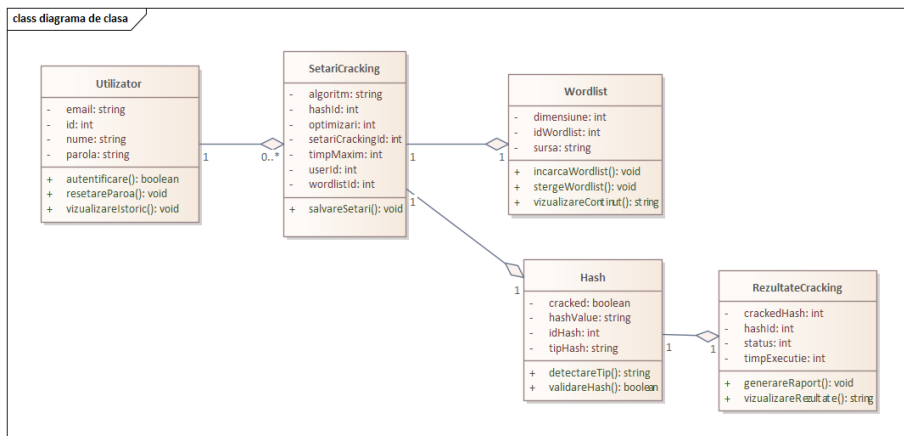 class diagrama de clasa
Utilizator
- email: string
- id: int
- nume: string
- parola: string
+ autentificare(): boolean
+ resetareParoa(): void
+ vizualizareIstoric(): void
1
0..*
SetariCracking
- algoritm: string
- hashId: int
- optimizari: int
- setariCrackingId: int
- timpMaxim: int
- userId: int
- wordlistId: int
+ salvareSetari(): void
1
1
1
1
Wordlist
- dimensiune: int
- idWordlist: int
- sursa: string
+ incarcaWordlist(): void
+ stergeWordlist(): void
+ vizualizareContinut(): string
Hash
- cracked: boolean
- hashValue: string
- idHash: int
- tipHash: string
+ detectareTip(): string
+ validareHash(): boolean
1
1
RezultateCracking
- crackedHash: int
- hashId: int
- status: int
- timpExecutie: int
+ generareRaport(): void
+ vizualizareRezultate(): string